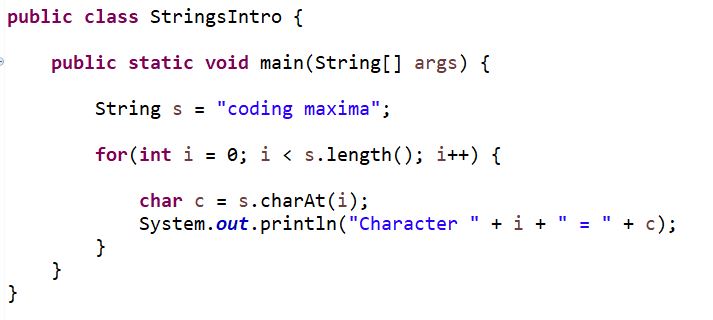 public class StringsIntro {
public static void main(String[] args) {
String s = "coding maxima";
for(int i = 0; i < s.length(); i++) {
char c = s.charAt(i);
System.out.println("Character " + i + " = " + c);
}
}
}